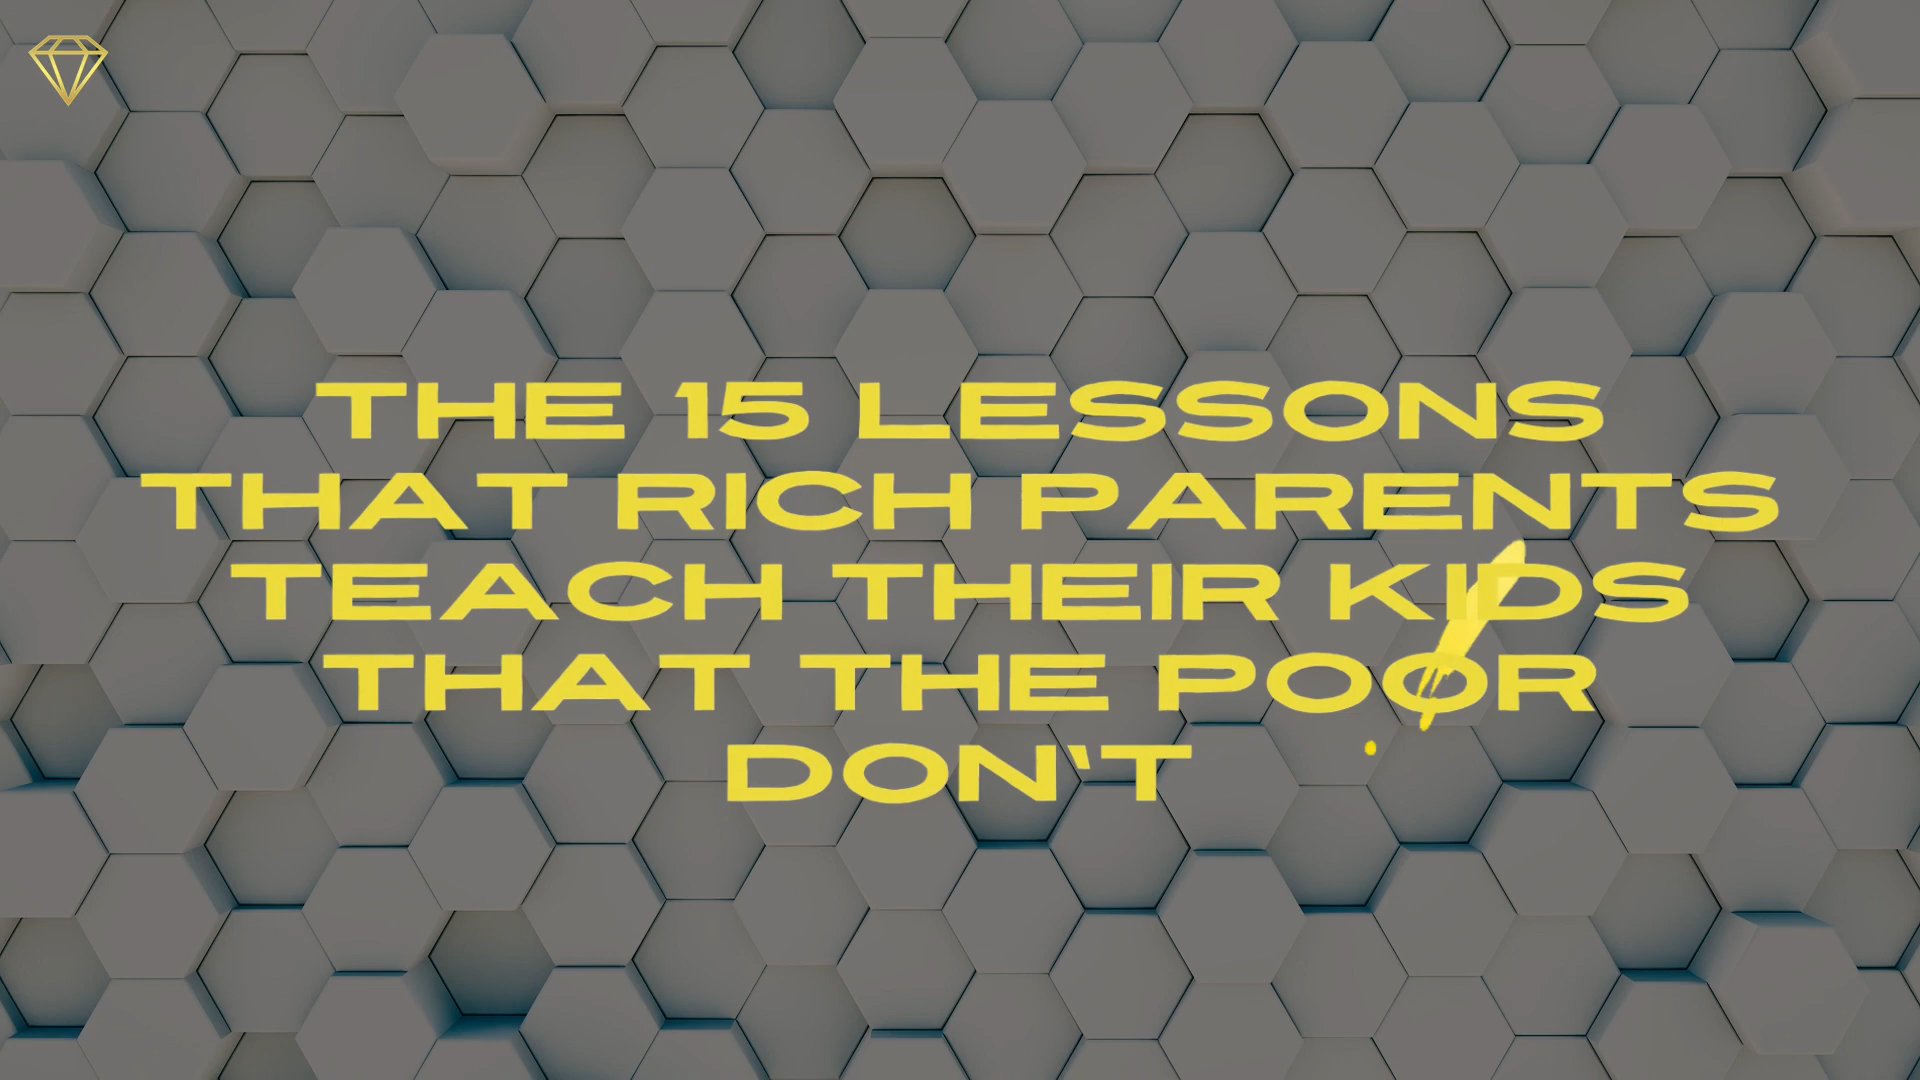 THE 15 LESSONS
THAT RICH PARENTS
TEACH THEIR KIDS
THAT THE POOR
DON‘T